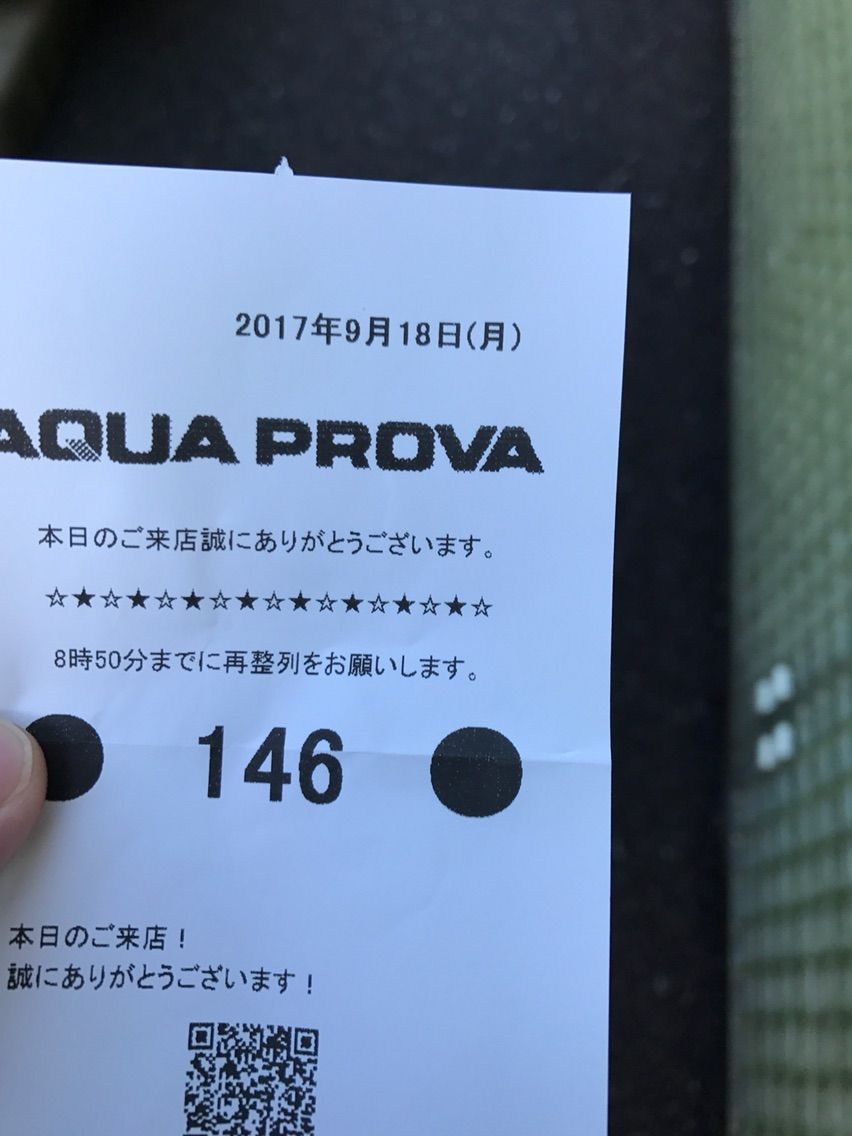 2017年9月18日(月)
AQUA PROVA
本日のご来店誠にありがとうございます。
☆★☆★☆★☆★☆★☆★☆★☆★☆
8時50分までに再整列をお願いします。
●146●
本日のご来店!
誠にありがとうございます!